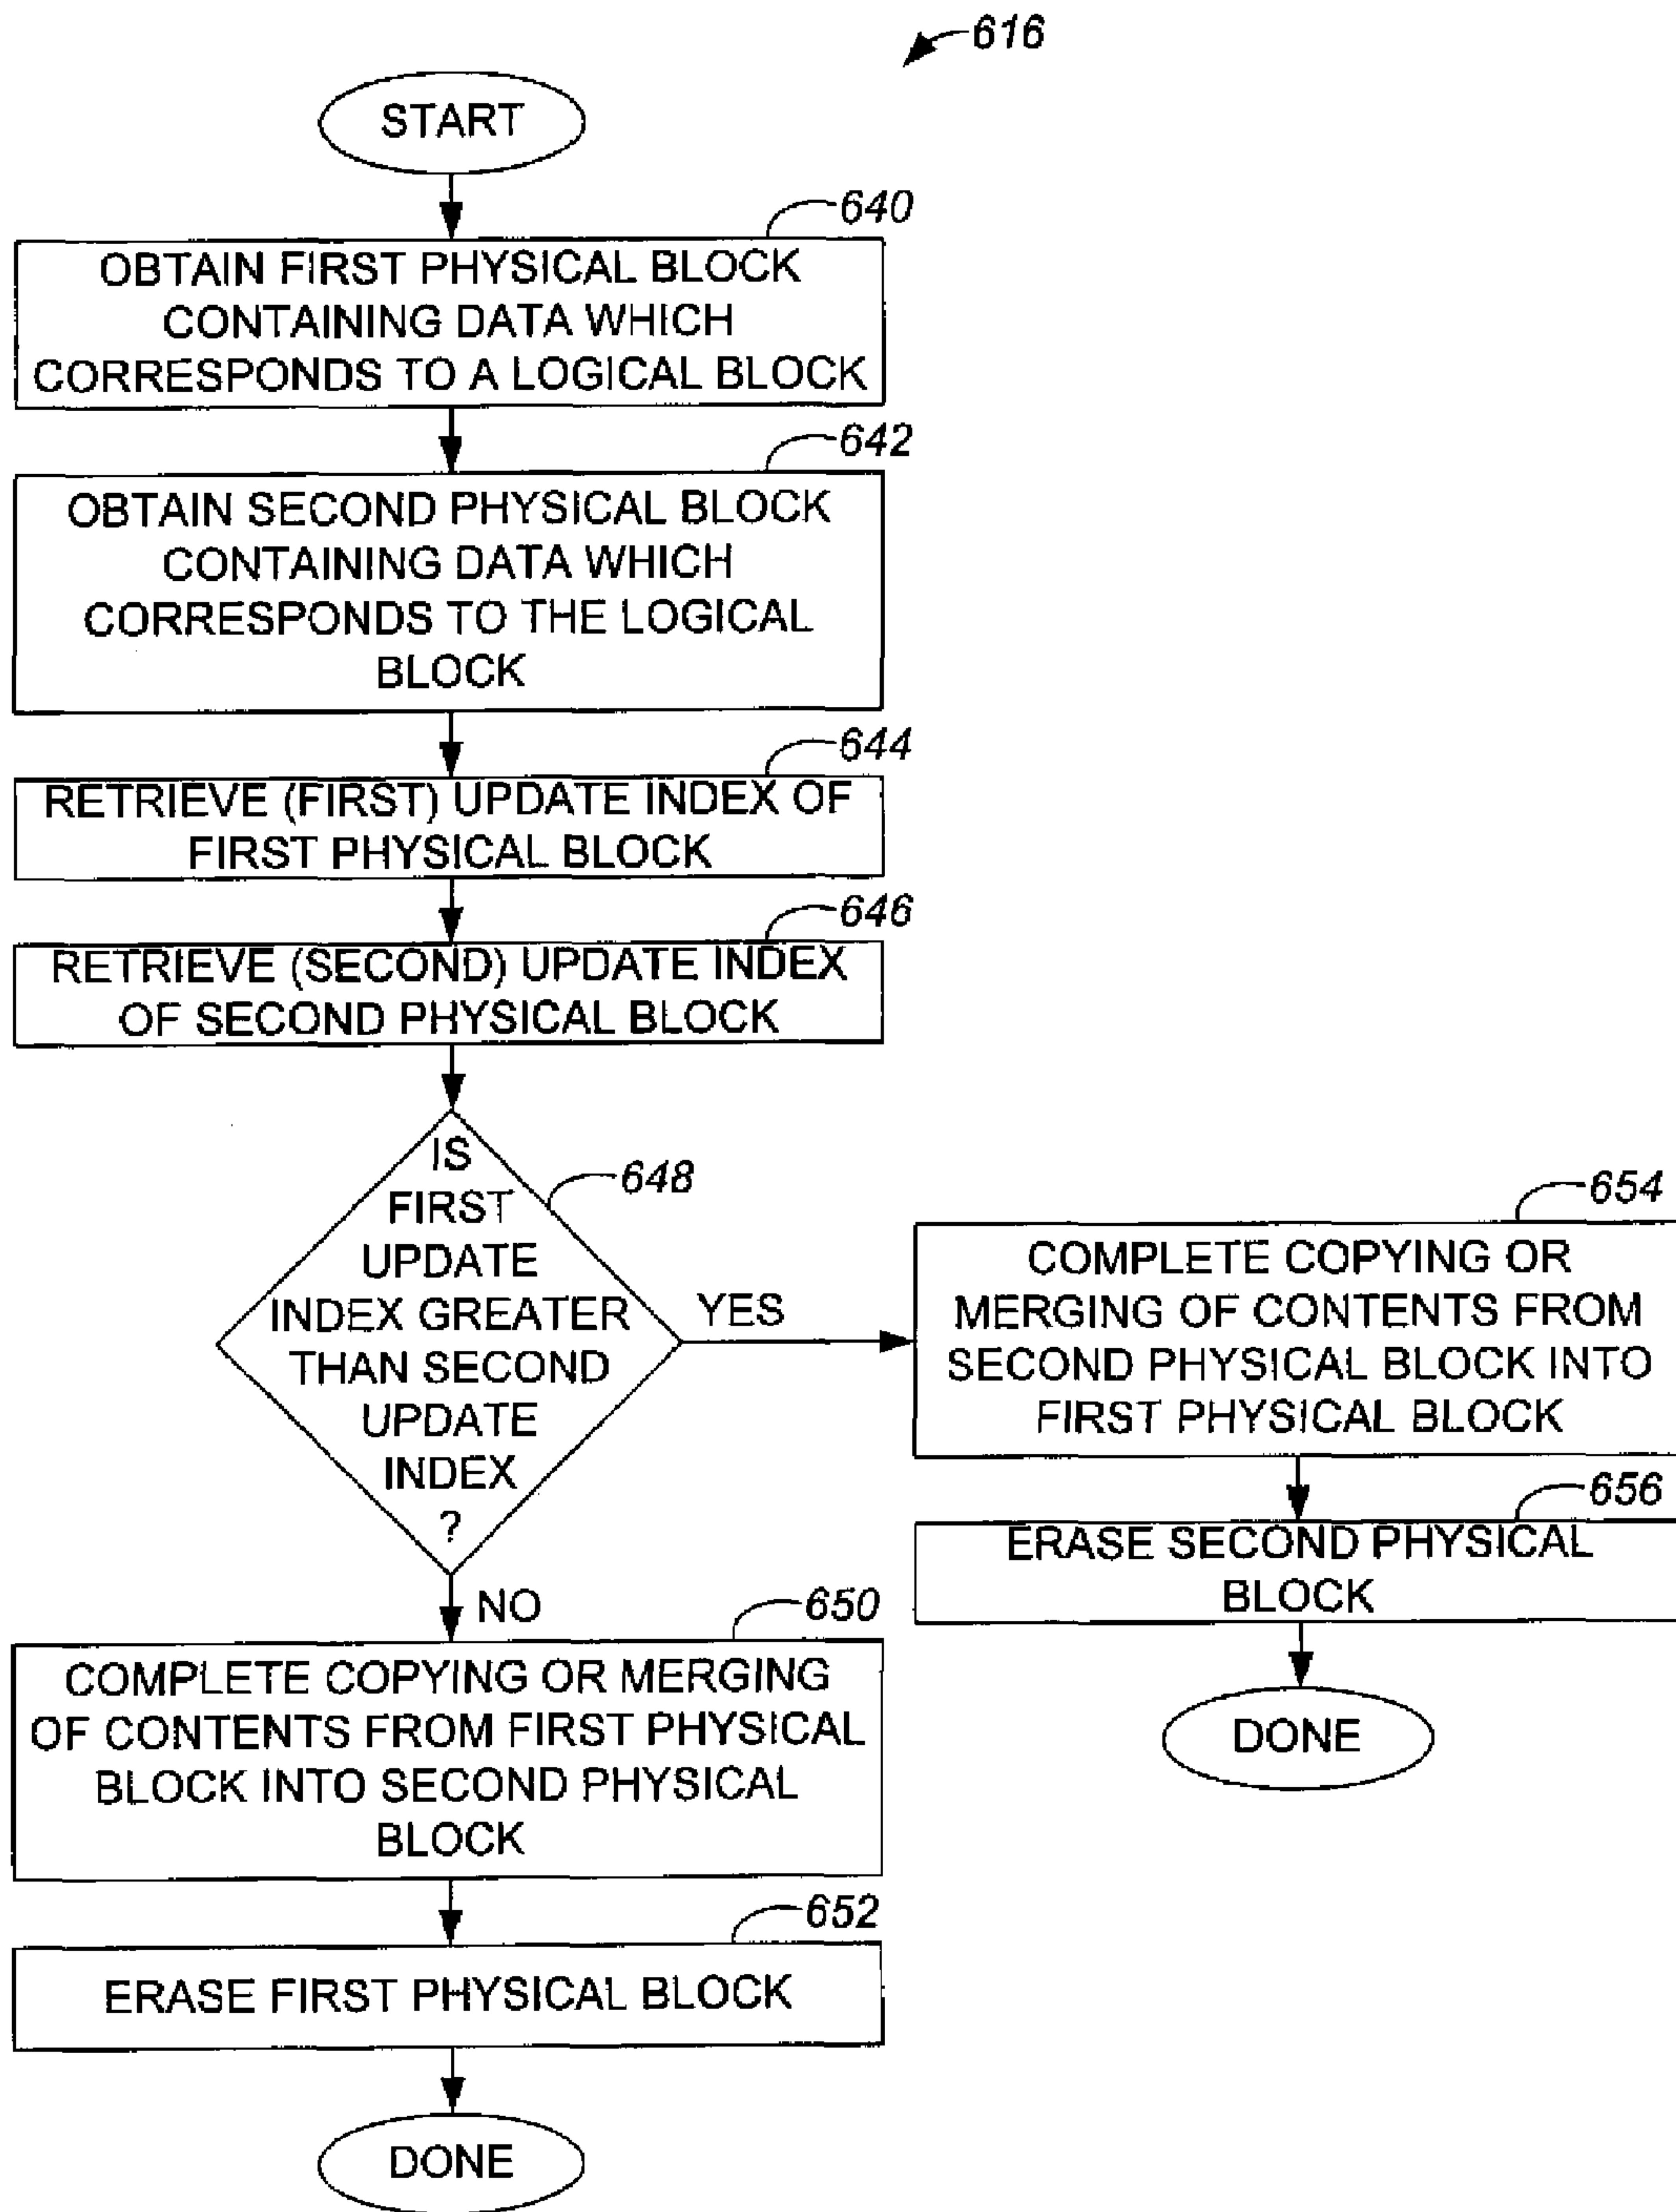 616
START
640
OBTAIN FIRST PHYSICAL BLOCK
CONTAINING DATA WHICH
CORRESPONDS TO A LOGICAL BLOCK
642
OBTAIN SECOND PHYSICAL BLOCK
CONTAINING DATA WHICH
CORRESPONDS TO THE LOGICAL
BLOCK
644
RETRIEVE (FIRST) UPDATE INDEX OF
FIRST PHYSICAL BLOCK
646
RETRIEVE (SECOND) UPDATE INDEX
OF SECOND PHYSICAL BLOCK
648
IS
FIRST
UPDATE
INDEX GREATER
THAN SECOND
UPDATE
INDEX
?
YES
654
COMPLETE COPYING OR
MERGING OF CONTENTS FROM
SECOND PHYSICAL BLOCK INTO
FIRST PHYSICAL BLOCK
656
ERASE SECOND PHYSICAL
BLOCK
DONE
NO
650
COMPLETE COPYING OR MERGING
OF CONTENTS FROM FIRST PHYSICAL
BLOCK INTO SECOND PHYSICAL
BLOCK
652
ERASE FIRST PHYSICAL BLOCK
DONE